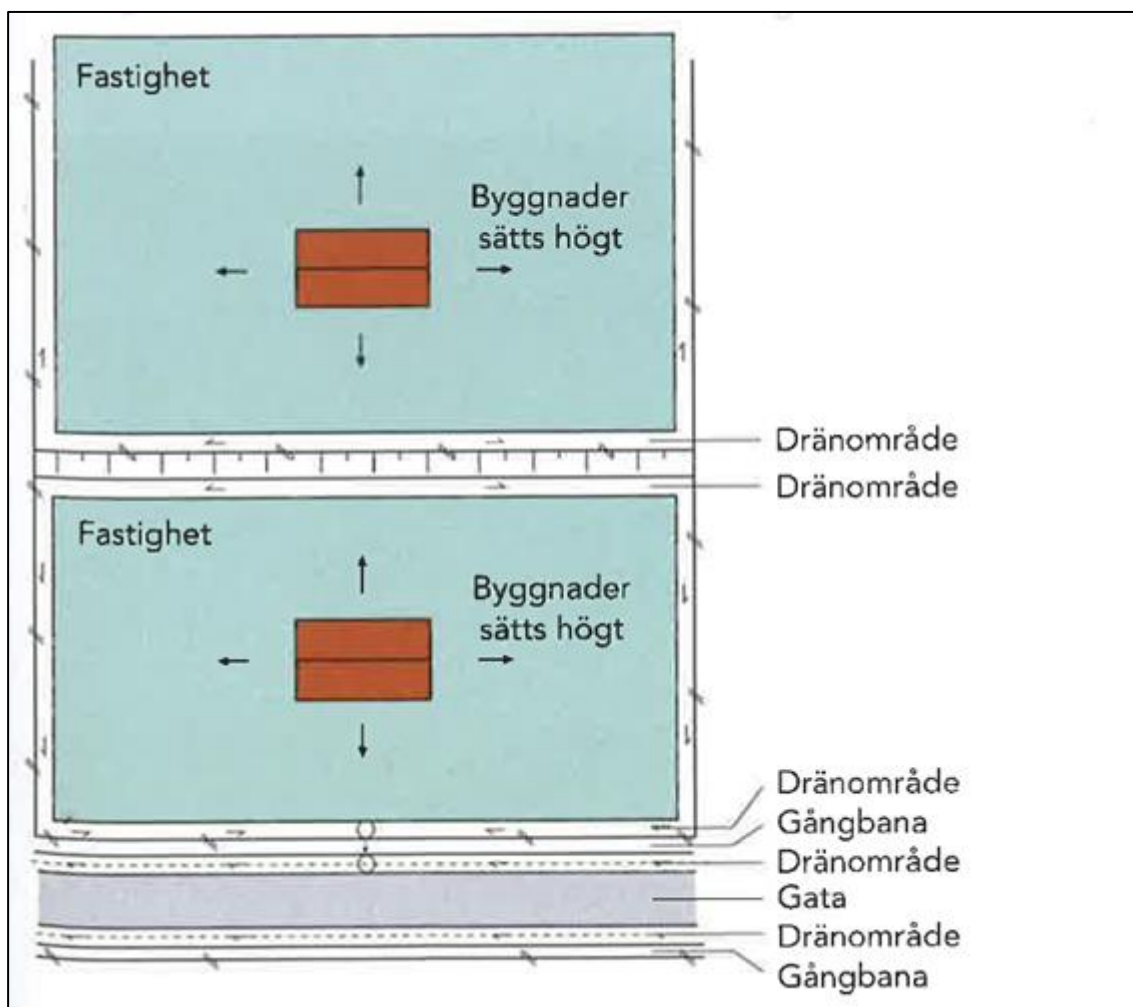 Fastighet
Byggnader
sätts högt
Dränområde
Dränområde
Fastighet
Byggnader
sätts högt
Dränområde
Gångbana
Dränområde
Gata
Dränområde
Gångbana